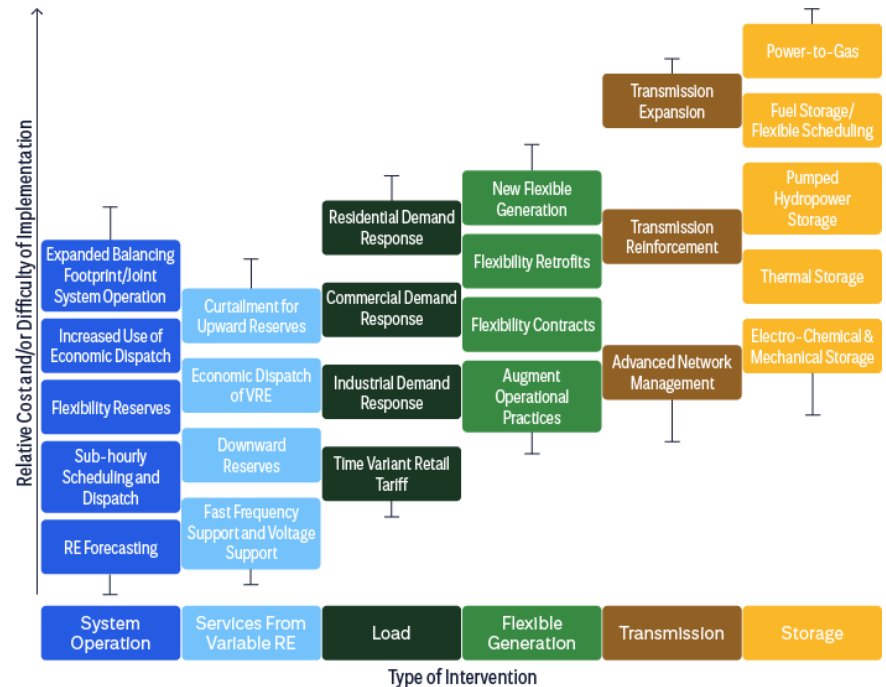 Relative Cost and/or Difficulty of Implementation
Expanded Balancing
Footprint/Joint
System Operation
Increased Use of
Economic Dispatch
Flexibility Reserves
Sub-hourly
Scheduling and
Dispatch
RE Forecasting
Curtailment for
Upward Reserves
Economic Dispatch
of VRE
Downward
Reserves
Fast Frequency
Support and Voltage
Support
Residential Demand
Response
Commercial Demand
Response
Industrial Demand
Response
Time Variant Retail
Tariff
New Flexible
Generation
Flexibility Retrofits
Flexibility Contracts
Augment
Operational
Practices
Transmission
Expansion
Transmission
Reinforcement
Advanced Network
Management
Power-to-Gas
Fuel Storage/
Flexible Scheduling
Pumped
Hydropower
Storage
Thermal Storage
Electro-Chemical &
Mechanical Storage
System
Operation
Services From
Variable RE
Load
Flexible
Generation
Transmission
Storage
Type of Intervention